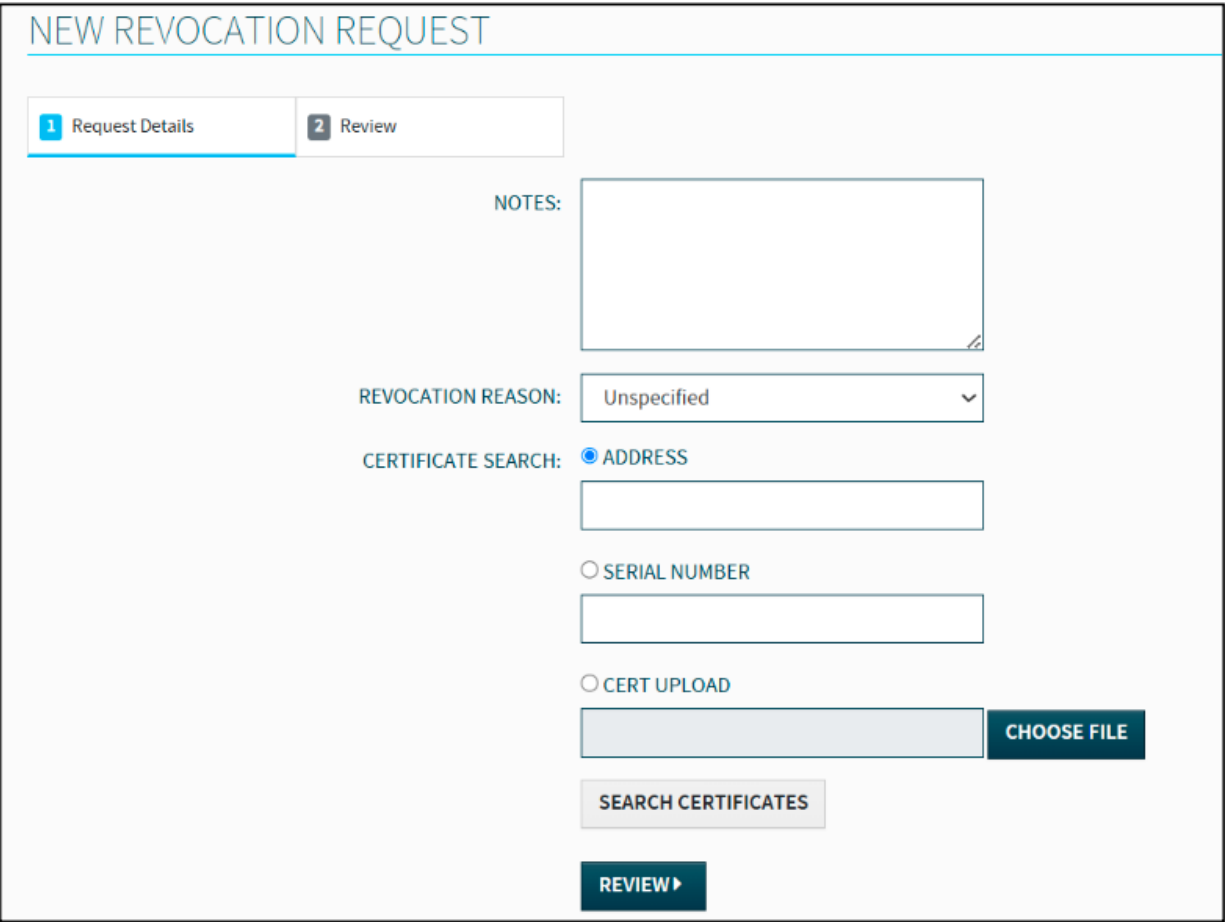 NEW REVOCATION REQUEST
1 Request Details 2 Review
NOTES:
REVOCATION REASON: Unspecified
CERTIFICATE SEARCH: ADDRESS
SERIAL NUMBER
CERT UPLOAD
CHOOSE FILE
SEARCH CERTIFICATES
REVIEW